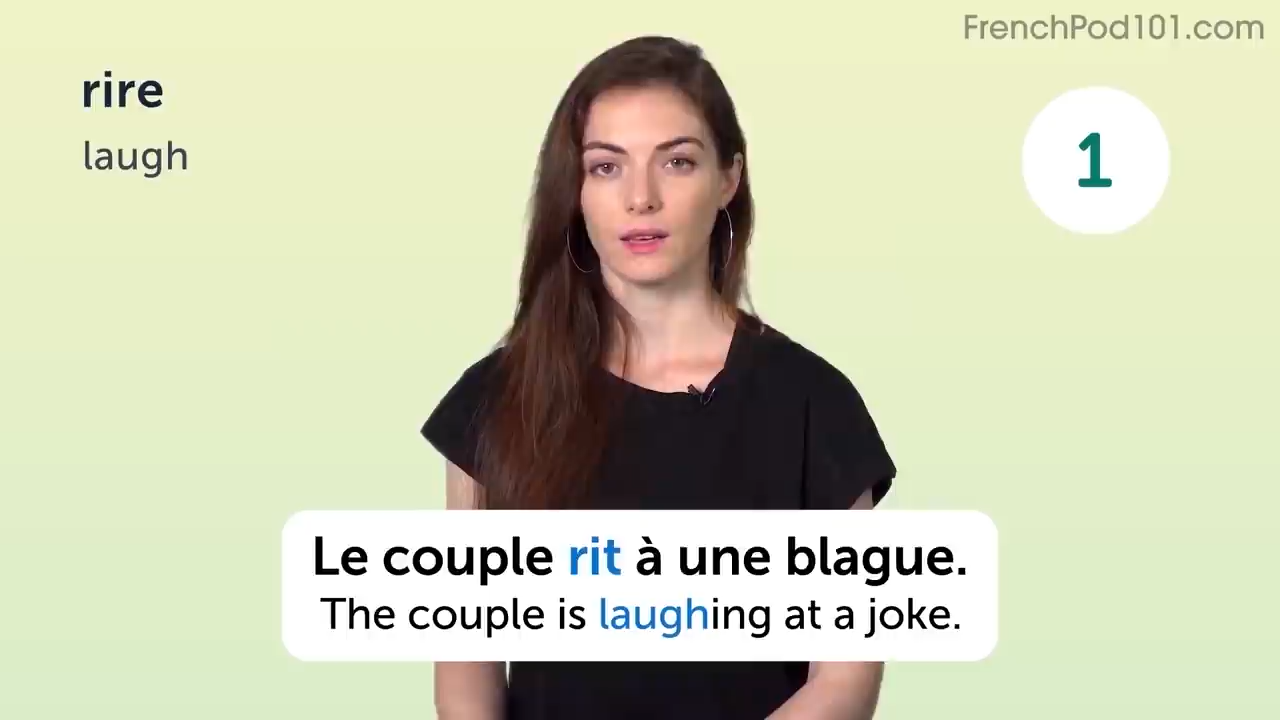 FrenchPod101.com
rire
laugh
1
Le couple rit à une blague.
The couple is laughing at a joke.